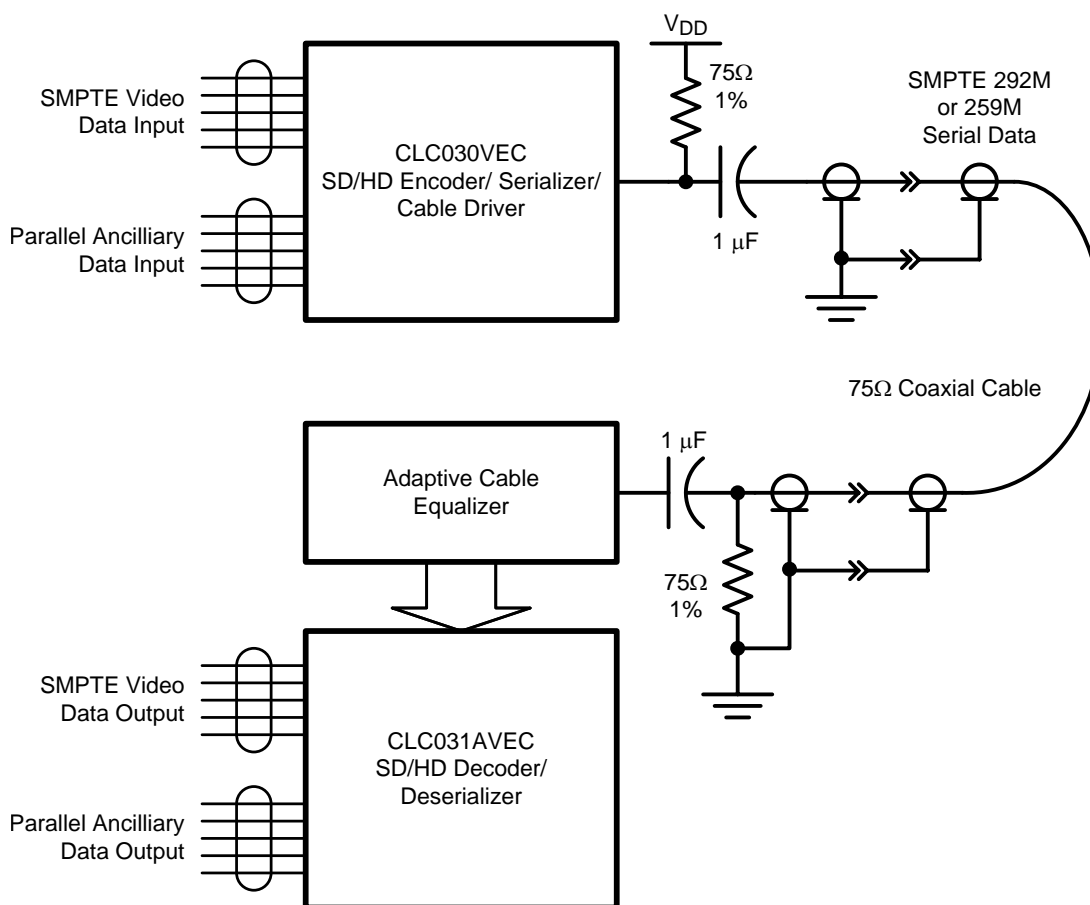 V_DD
75Ω
1%
SMPTE 292M
or 259M
Serial Data
SMPTE Video
Data Input
CLC030VEC
SD/HD Encoder/ Serializer/
Cable Driver
Parallel Ancilliary
Data Input
1 μF
75Ω Coaxial Cable
1 μF
Adaptive Cable
Equalizer
75Ω
1%
SMPTE Video
Data Output
CLC031AVEC
SD/HD Decoder/
Deserializer
Parallel Ancilliary
Data Output